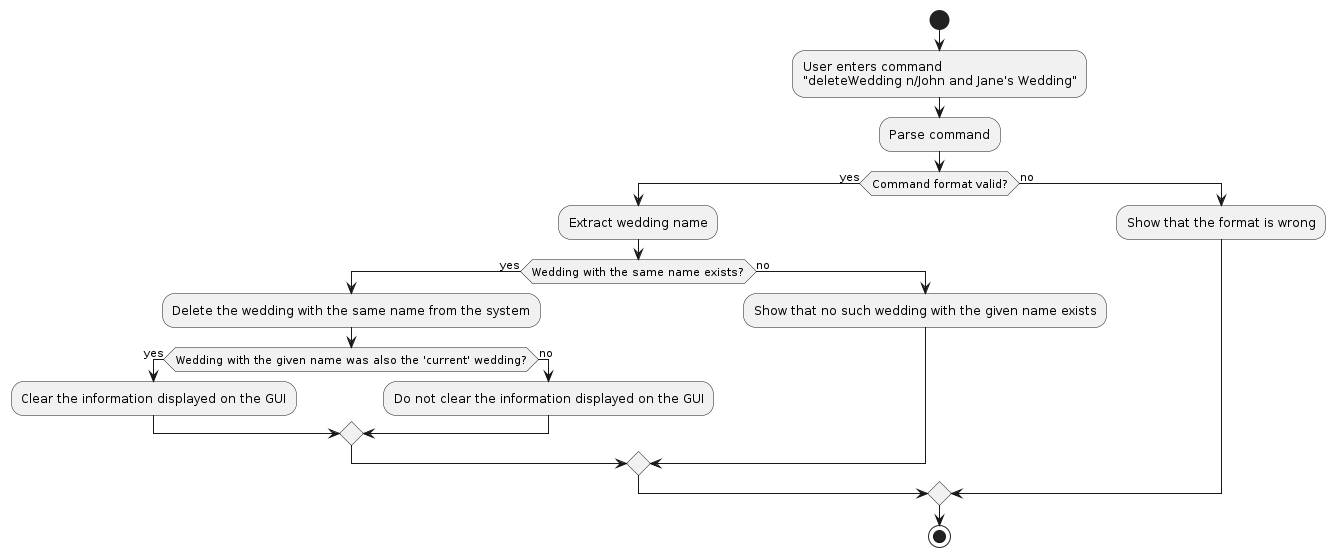 User enters command
"deleteWedding n/John and Jane's Wedding"
Parse command
yes
Command format valid?
no
Extract wedding name
Show that the format is wrong
yes
Wedding with the same name exists?
no
Delete the wedding with the same name from the system
Show that no such wedding with the given name exists
yes
Wedding with the given name was also the 'current' wedding?
no
Clear the information displayed on the GUI
Do not clear the information displayed on the GUI